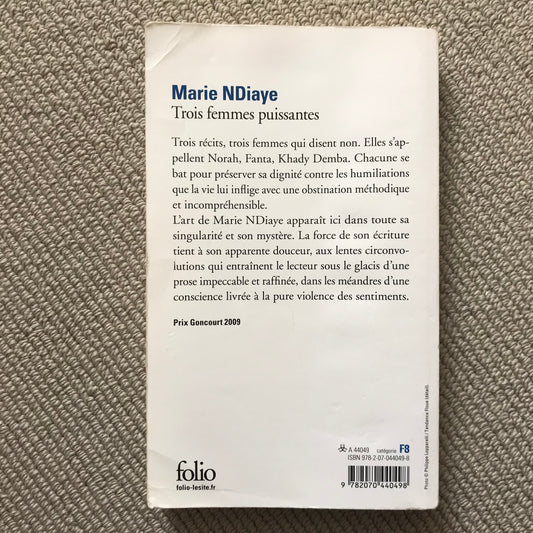 Marie NDiaye
Trois femmes puissantes
Trois récits, trois femmes qui disent non. Elles s'ap-
pellent Norah, Fanta, Khady Demba. Chacune se
bat pour préserver sa dignité contre les humiliations
que la vie lui inflige avec une obstination méthodique
et incompréhensible.
L'art de Marie NDiaye apparaît ici dans toute sa
singularité et son mystère. La force de son écriture
tient à son apparente douceur, aux lentes circonvo-
lutions qui entraînent le lecteur sous le glacis d'une
prose impeccable et raffinée, dans les méandres d'une
conscience livrée à la pure violence des sentiments.
Prix Goncourt 2009
A 44049 catégorie F8
ISBN 978-2-07-044049-8
9 782070 440498
folio
folio-lesite.fr
Photo © Philippe / Tendance Floue (détail).